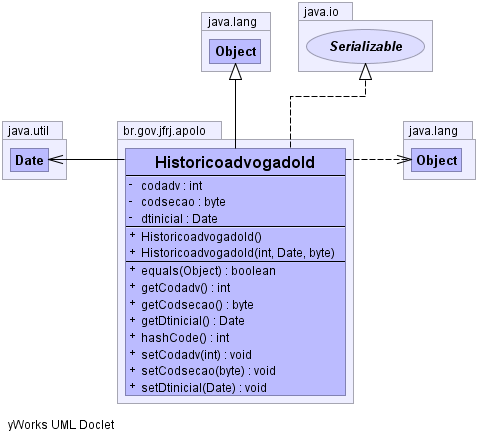 java.lang
Object
java.io
Serializable
java.util
Date
br.gov.jfrj.apolo
HistoricoadvogadoId
- codadv : int
- codsecao : byte
- dtinicial : Date
+ HistoricoadvogadoId()
+ HistoricoadvogadoId(int, Date, byte)
+ equals(Object) : boolean
+ getCodadv() : int
+ getCodsecao() : byte
+ getDtinicial() : Date
+ hashCode() : int
+ setCodadv(int) : void
+ setCodsecao(byte) : void
+ setDtinicial(Date) : void
java.lang
Object
yWorks UML Doclet